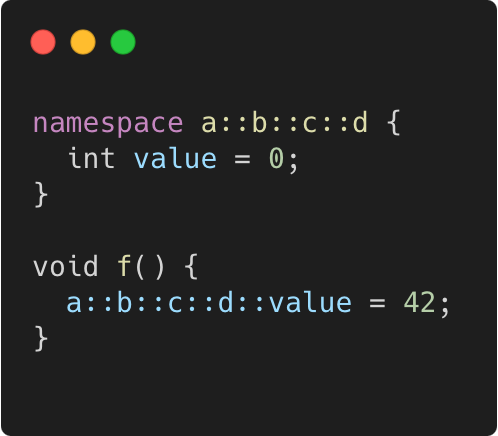 namespace a::b::c::d {
  int value = 0;
}

void f() {
  a::b::c::d::value = 42;
}